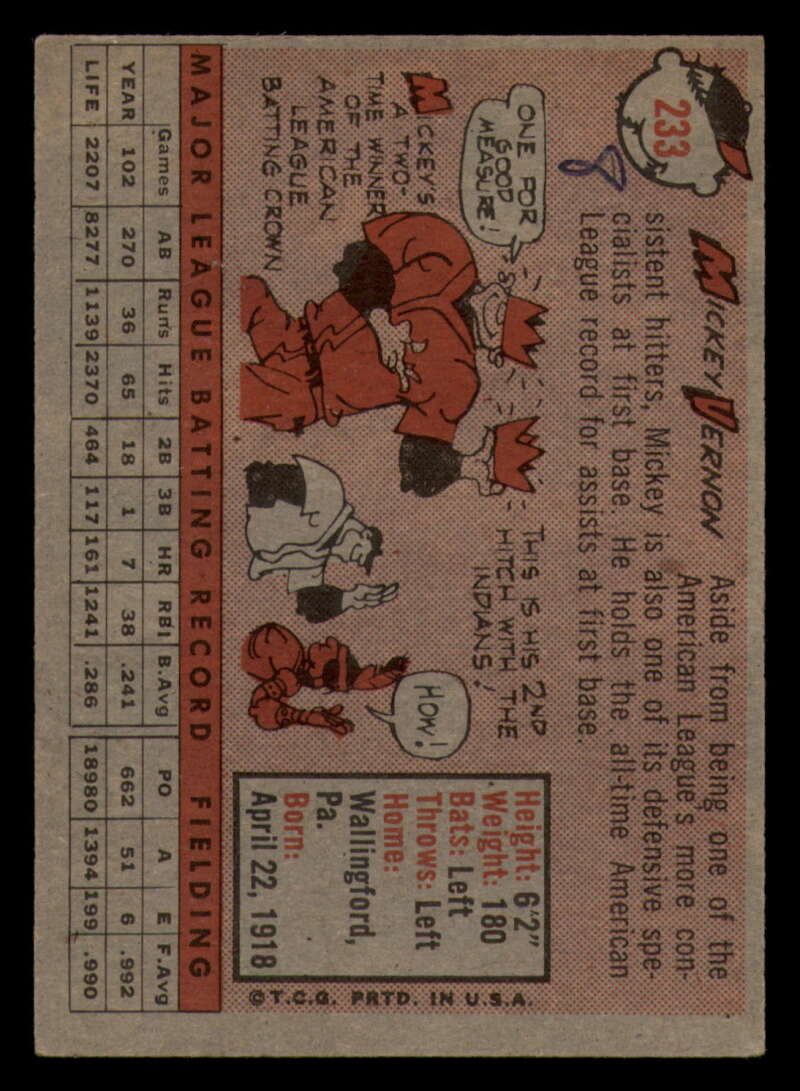 233
8
MICKEY VERNON
Aside from being one of the
American League's more con-
sistent hitters, Mickey is also one of its defensive spe-
cialists at first base. He holds the all-time American
League record for assists at first base.
ONE FOR
GOOD
MEASURE!
MICKEY'S
A TWO-
TIME WINNER
OF THE
AMERICAN
LEAGUE
BATTING CROWN
THIS IS HIS 2ND
HITCH WITH THE
INDIANS!
HOW!
Height: 6'2"
Weight: 180
Bats: Left
Throws: Left
Home:
Wallingford,
Pa.
Born:
April 22, 1918
©T.C.G. PRTD. IN U.S.A.
MAJOR LEAGUE BATTING RECORD FIELDING
Games AB Runs Hits 2B 3B HR RBI B.Avg PO A E F.Avg
YEAR 102 270 36 65 18 1 7 38 .241 662 51 6 .992
LIFE 2207 8277 1139 2370 464 117 161 1241 .286 18980 1394 199 .990